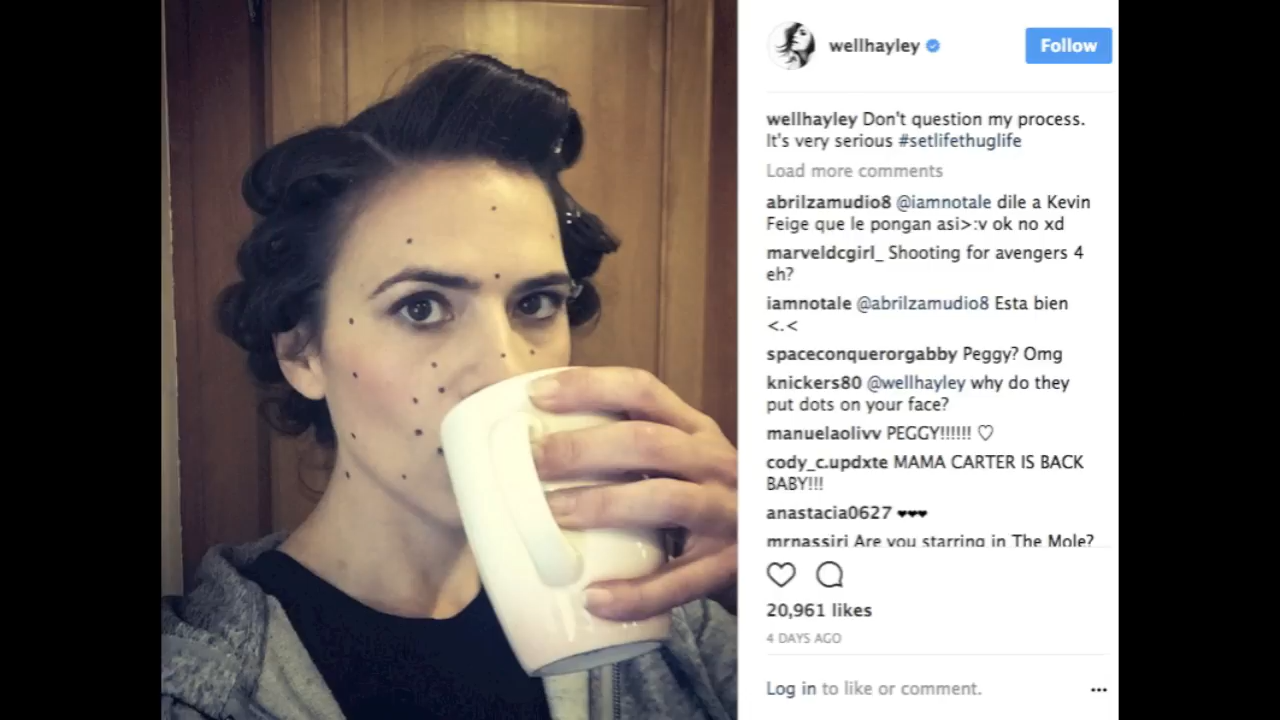 wellhayley
Follow
wellhayley Don't question my process.
It's very serious #setlifethuglife
Load more comments
abrilzamudio8 @iamnotale dile a Kevin
Feige que le pongan asi>:v ok no xd
marveldcgirl_ Shooting for avengers 4
eh?
iamnotale @abrilzamudio8 Esta bien
<.<
spaceconquerorgabby Peggy? Omg
knickers80 @wellhayley why do they
put dots on your face?
manuelaolivv PEGGY!!!!!! ♡
cody_c.updxte MAMA CARTER IS BACK
BABY!!!
anastacia0627 ♥♥♥
mrnassiri Are you starring in The Mole?
20,961 likes
4 DAYS AGO
Log in to like or comment.